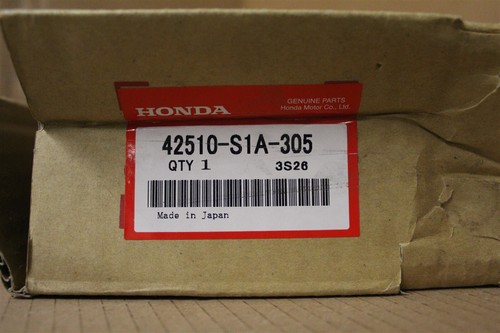 HONDA
GENUINE PARTS
Honda Motor Co., Ltd.
42510-S1A-305
QTY 1 3S26
Made in Japan